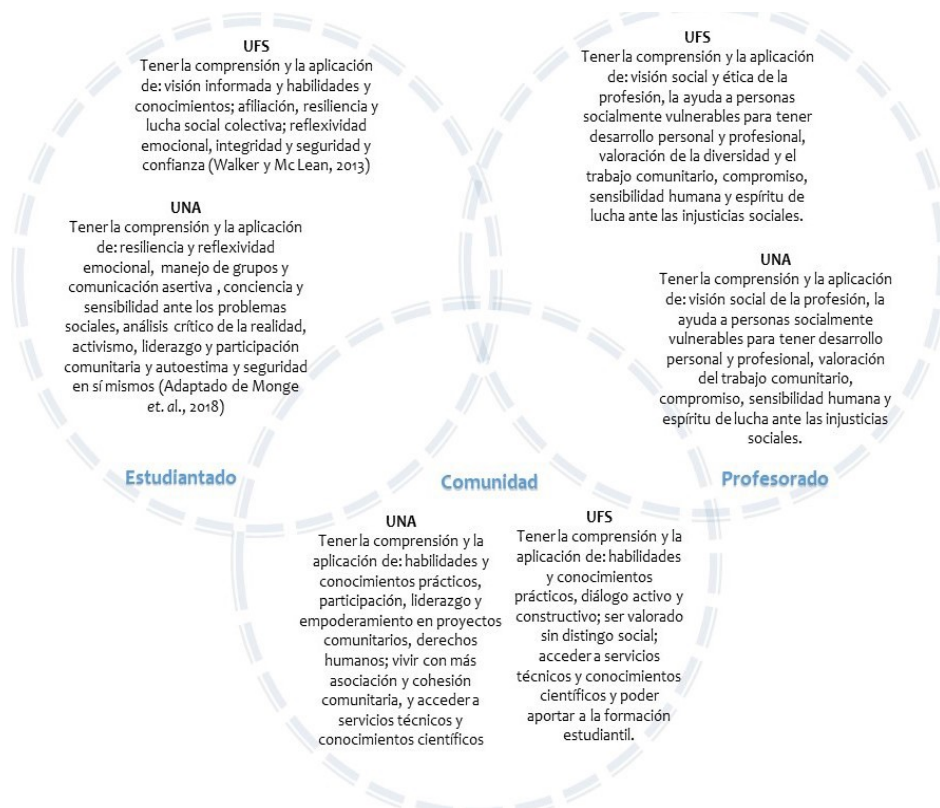 UFS
Tener la comprensión y la aplicación
de: visión informada y habilidades y
conocimientos; afiliación, resiliencia y
lucha social colectiva; reflexividad
emocional, integridad y seguridad y
confianza (Walker y Mc Lean, 2013)
UNA
Tener la comprensión y la aplicación
de: resiliencia y reflexividad
emocional, manejo de grupos y
comunicación asertiva , conciencia y
sensibilidad ante los problemas
sociales, análisis crítico de la realidad,
activismo, liderazgo y participación
comunitaria y autoestima y seguridad
en sí mismos (Adaptado de Monge
et. al., 2018)
Estudiantado
UFS
Tener la comprensión y la aplicación
de: visión social y ética de la
profesión, la ayuda a personas
socialmente vulnerables para tener
desarrollo personal y profesional,
valoración de la diversidad y el
trabajo comunitario, compromiso,
sensibilidad humana y espíritu de
lucha ante las injusticias sociales.
UNA
Tener la comprensión y la aplicación
de: visión social de la profesión, la
ayuda a personas socialmente
vulnerables para tener desarrollo
personal y profesional, valoración
del trabajo comunitario,
compromiso, sensibilidad humana y
espíritu de lucha ante las injusticias
sociales.
Profesorado
Comunidad
UNA
Tener la comprensión y la
aplicación de: habilidades y
conocimientos prácticos,
participación, liderazgo y
empoderamiento en proyectos
comunitarios, derechos
humanos; vivir con más
asociación y cohesión
comunitaria, y acceder a
servicios técnicos y
conocimientos científicos
UFS
Tener la comprensión y la
aplicación de: habilidades
y conocimientos
prácticos, diálogo activo y
constructivo; ser valorado
sin distingo social;
acceder a servicios
técnicos y conocimientos
científicos y poder
aportar a la formación
estudiantil.